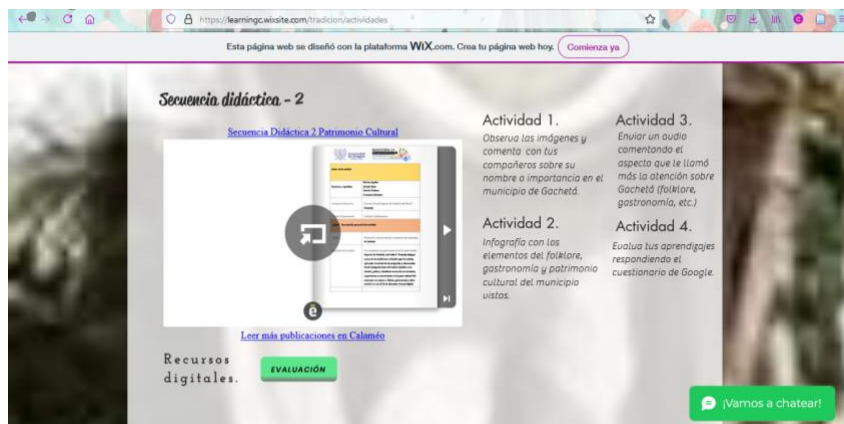 https://learningc.wixsite.com/tradicion/actividades
Esta página web se diseñó con la plataforma WiX.com. Crea tu página web hoy. Comienza ya
Secuencia didáctica - 2
Secuencia Didáctica 2 Patrimonio Cultural
Leer más publicaciones en Calaméo
Recursos
digitales.
EVALUACIÓN
Actividad 1.
Observa las imágenes y
comenta con tus
compañeros sobre su
nombre o importancia en el
municipio de Gachetá.
Actividad 2.
Infografía con los
elementos del folklore,
gastronomía y patrimonio
cultural del municipio
vistos.
Actividad 3.
Enviar un audio
comentando el
aspecto que le llamó
más la atención sobre
Gachetá (folklore,
gastronomía, etc.)
Actividad 4.
Evalua tus aprendizajes
respondiendo el
cuestionario de Google.
¡Vamos a chatear!